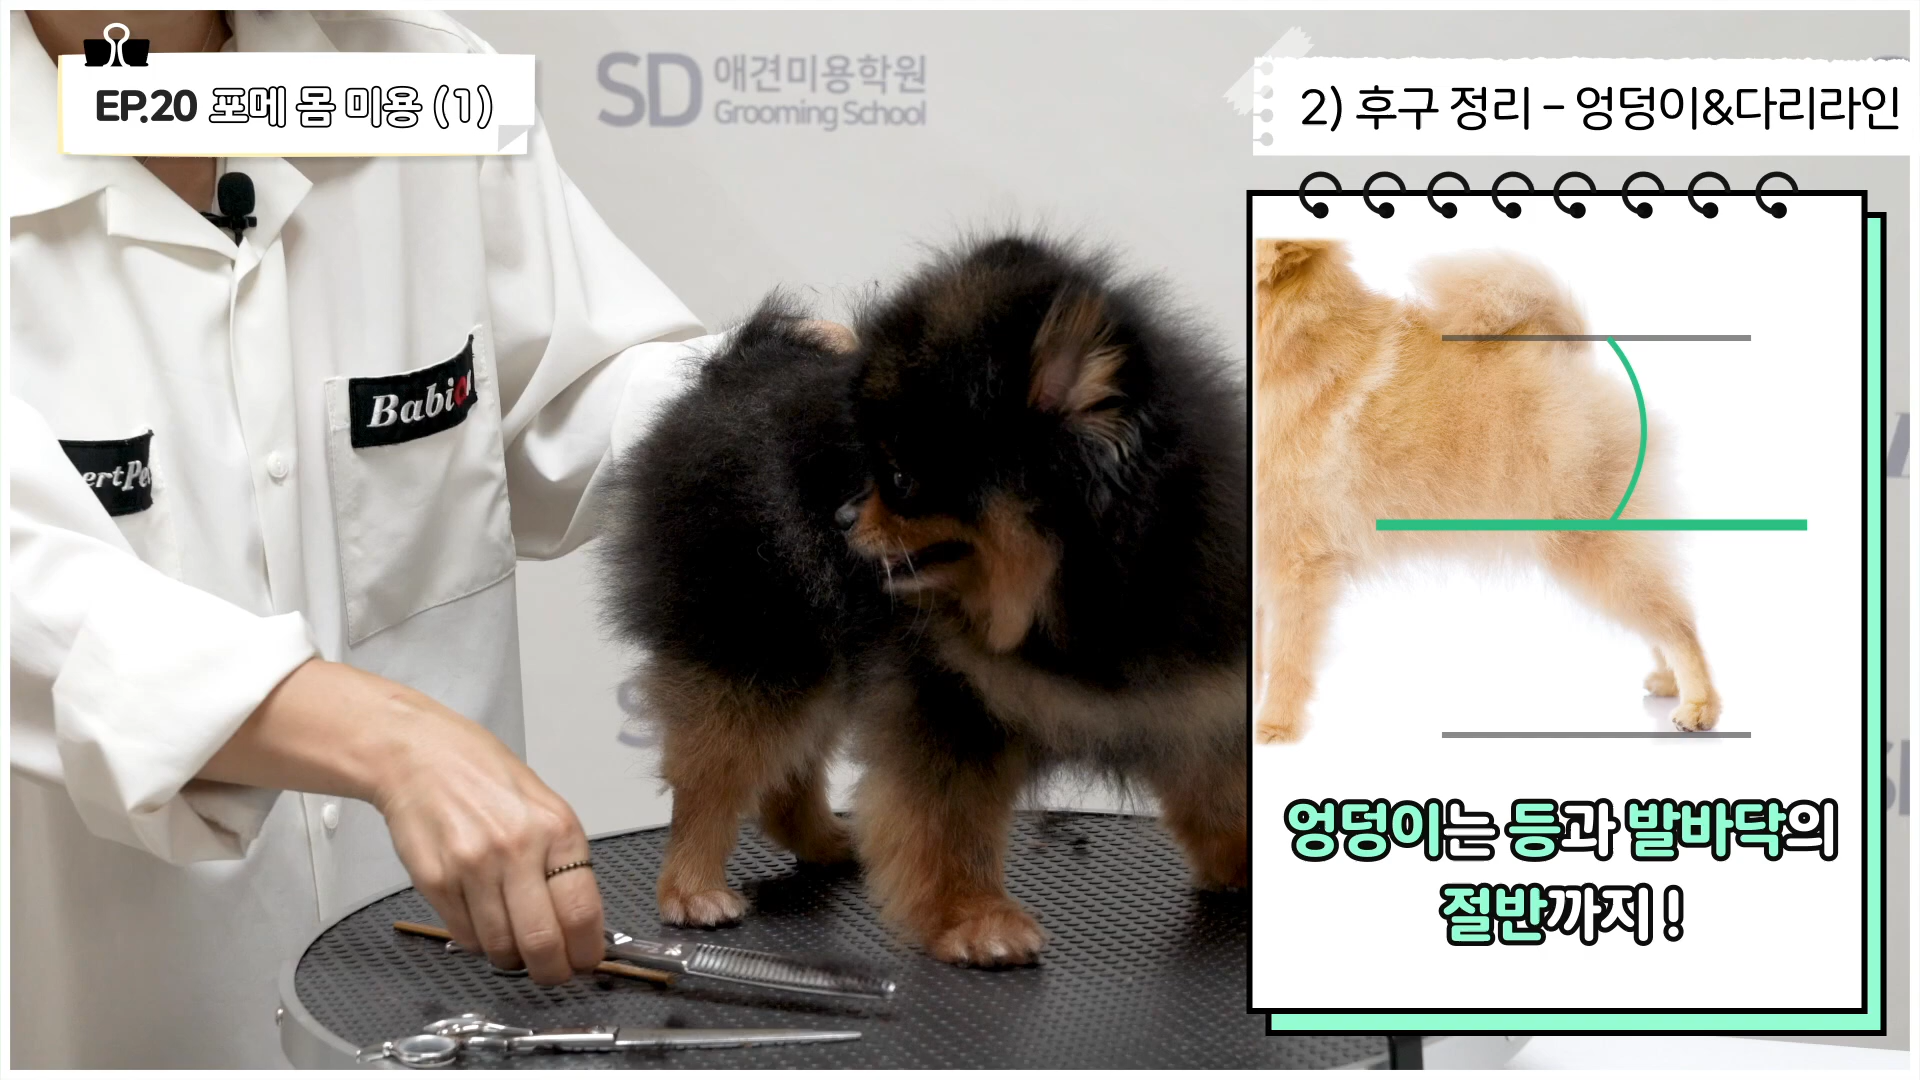 EP.20 포메 몸 미용 (1)
SD 애견미용학원
Grooming School
2) 후구 정리 - 엉덩이&다리라인
Babi
ertPe
엉덩이는 등과 발바닥의
절반까지 !